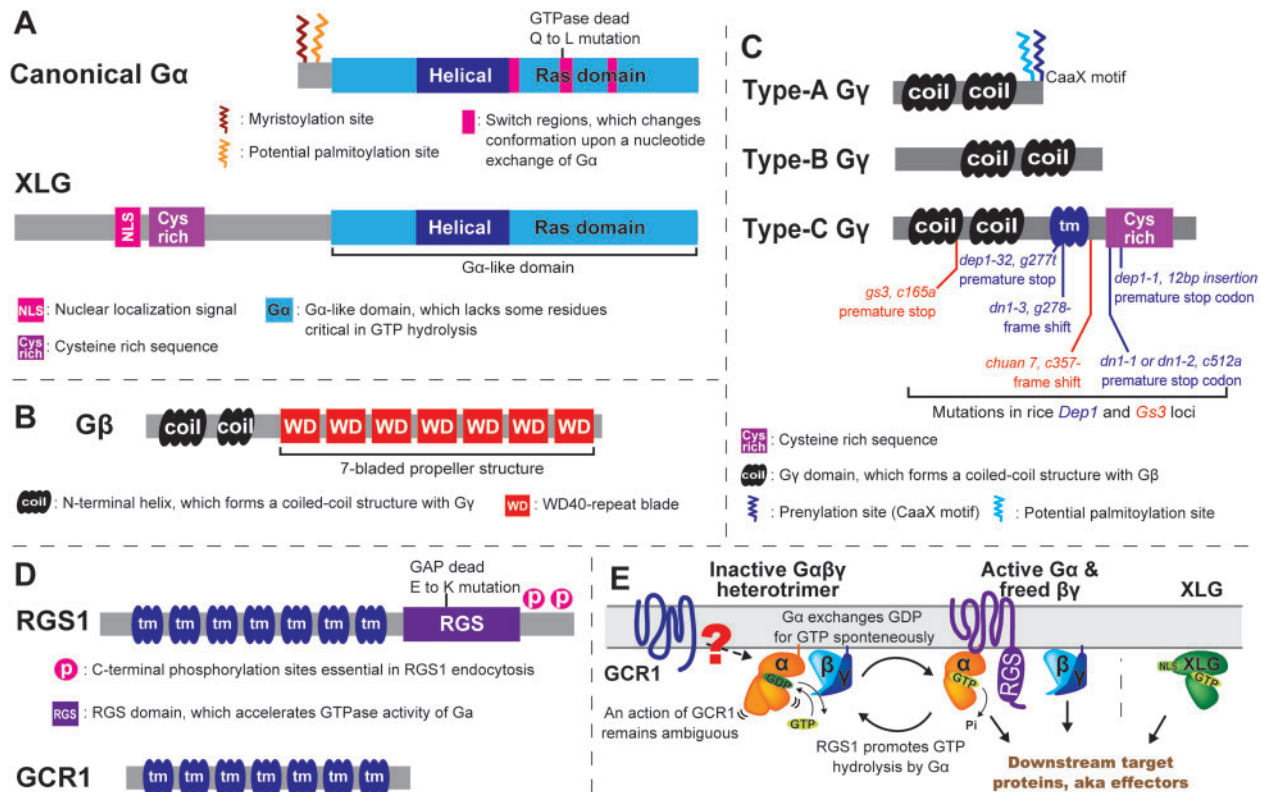 A
GTPase dead
Q to L mutation
Canonical Gα
Helical
Ras domain
: Myristoylation site
: Potential palmitoylation site
: Switch regions, which changes
conformation upon a nucleotide
exchange of Gα
XLG
NLS
Cys
rich
Helical
Ras domain
Gα-like domain
NLS
: Nuclear localization signal
Cys
rich
: Cysteine rich sequence
Gα
: Gα-like domain, which lacks some residues
critical in GTP hydrolysis
B
Gβ
coil
coil
WD
WD
WD
WD
WD
WD
WD
7-bladed propeller structure
coil
: N-terminal helix, which forms a coiled-coil structure with Gγ
WD
: WD40-repeat blade
C
Type-A Gγ
coil
coil
CaaX motif
Type-B Gγ
coil
coil
Type-C Gγ
coil
coil
tm
Cys
rich
gs3, c165a
premature stop
dep1-32, g277t
premature stop
dn1-3, g278-
frame shift
dep1-1, 12bp insertion
premature stop codon
chuan 7, c357-
frame shift
dn1-1 or dn1-2, c512a
premature stop codon
Mutations in rice Dep1 and Gs3 loci
Cys
rich
: Cysteine rich sequence
coil
: Gγ domain, which forms a coiled-coil structure with Gβ
: Prenylation site (CaaX motif)
: Potential palmitoylation site
D
GAP dead
E to K mutation
RGS1
tm
tm
tm
tm
tm
tm
tm
RGS
p
p
p
: C-terminal phosphorylation sites essential in RGS1 endocytosis
RGS
: RGS domain, which accelerates GTPase activity of Ga
GCR1
tm
tm
tm
tm
tm
tm
tm
E
Inactive Gαβγ
heterotrimer
Active Gα &
freed βγ
XLG
Gα exchanges GDP
for GTP spontaneously
GCR1
?
α
GDP
β
γ
GTP
An action of GCR1
remains ambiguous
α
GTP
RGS
Pi
β
γ
NLS
XLG
GTP
RGS1 promotes GTP
hydrolysis by Gα
Downstream target
proteins, aka effectors